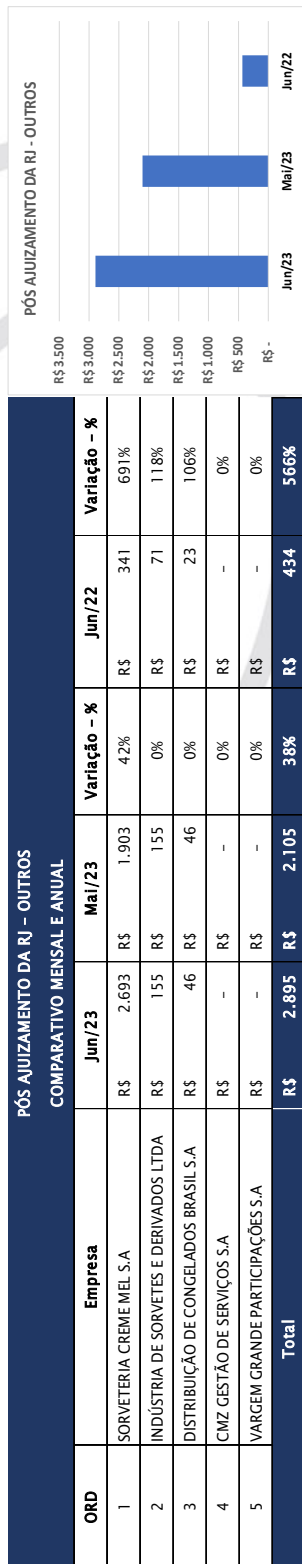 PÓS AJUIZAMENTO DA RJ – OUTROS
COMPARATIVO MENSAL E ANUAL
ORD Empresa Jun/23 Mai/23 Variação – % Jun/22 Variação – %
1 SORVETERIA CREME MEL S.A R$ 2.693 R$ 1.903 42% R$ 341 691%
2 INDÚSTRIA DE SORVETES E DERIVADOS LTDA R$ 155 R$ 155 0% R$ 71 118%
3 DISTRIBUIÇÃO DE CONGELADOS BRASIL S.A R$ 46 R$ 46 0% R$ 23 106%
4 CMZ GESTÃO DE SERVIÇOS S.A R$ – R$ – 0% R$ – 0%
5 VARGEM GRANDE PARTICIPAÇÕES S.A R$ – R$ – 0% R$ – 0%
Total R$ 2.895 R$ 2.105 38% R$ 434 566%
PÓS AJUIZAMENTO DA RJ - OUTROS
R$ 3.500
R$ 3.000
R$ 2.500
R$ 2.000
R$ 1.500
R$ 1.000
R$ 500
R$ -
Jun/23 Mai/23 Jun/22